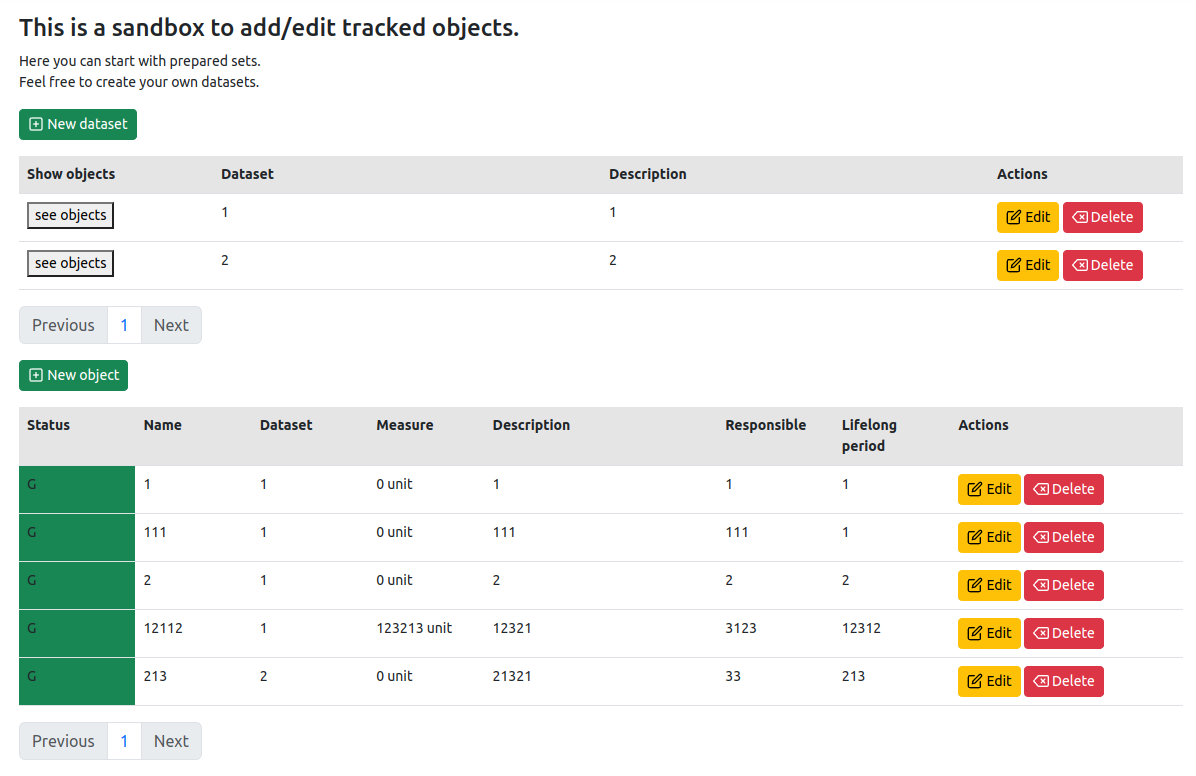 This is a sandbox to add/edit tracked objects.
Here you can start with prepared sets.
Feel free to create your own datasets.
New dataset
Show objects Dataset Description Actions
see objects 1 1 Edit Delete
see objects 2 2 Edit Delete
Previous 1 Next
New object
Status Name Dataset Measure Description Responsible Lifelong period Actions
G 1 1 0 unit 1 1 1 Edit Delete
G 111 1 0 unit 111 111 1 Edit Delete
G 2 1 0 unit 2 2 2 Edit Delete
G 12112 1 123213 unit 12321 3123 12312 Edit Delete
G 213 2 0 unit 21321 33 213 Edit Delete
Previous 1 Next